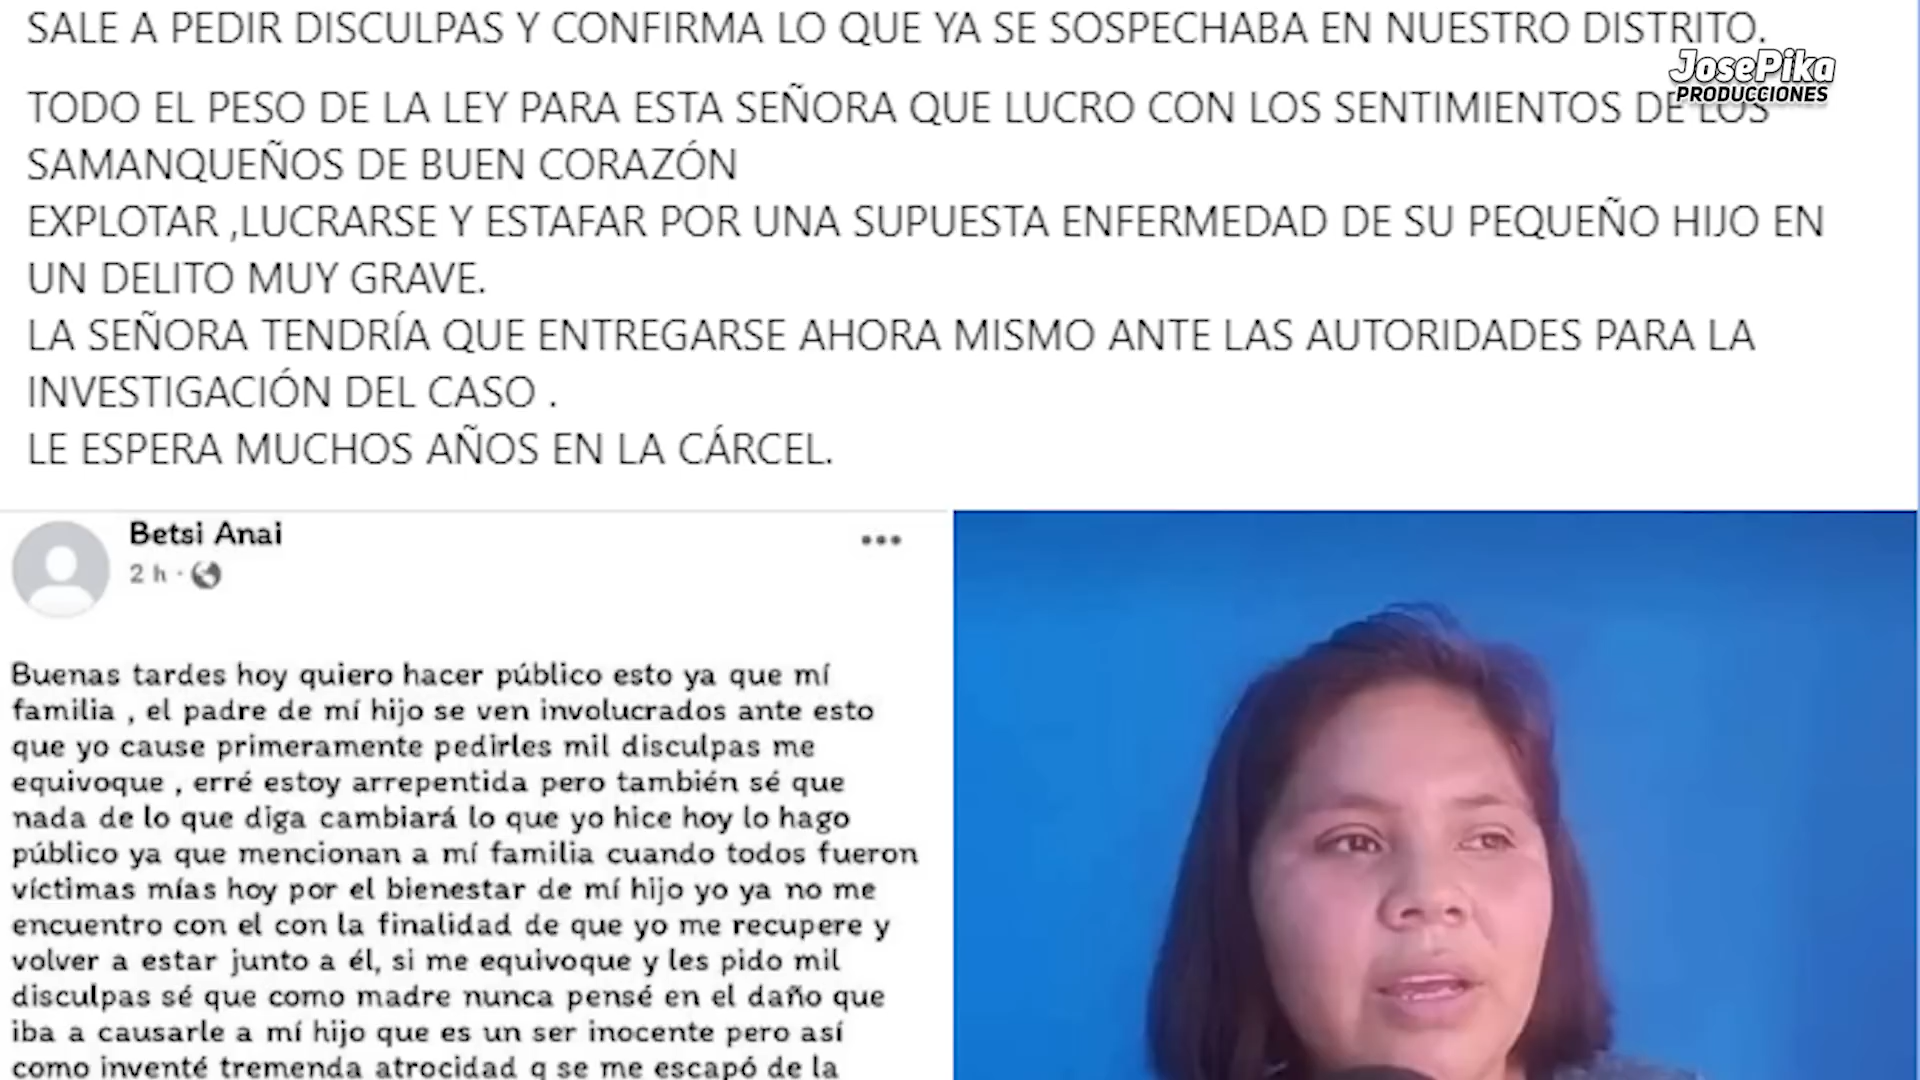 SALE A PEDIR DISCULPAS Y CONFIRMA LO QUE YA SE SOSPECHABA EN NUESTRO DISTRITO.
JosePika
PRODUCCIONES
TODO EL PESO DE LA LEY PARA ESTA SEÑORA QUE LUCRO CON LOS SENTIMIENTOS DE LOS
SAMANQUEÑOS DE BUEN CORAZÓN
EXPLOTAR ,LUCRARSE Y ESTAFAR POR UNA SUPUESTA ENFERMEDAD DE SU PEQUEÑO HIJO EN
UN DELITO MUY GRAVE.
LA SEÑORA TENDRÍA QUE ENTREGARSE AHORA MISMO ANTE LAS AUTORIDADES PARA LA
INVESTIGACIÓN DEL CASO .
LE ESPERA MUCHOS AÑOS EN LA CÁRCEL.
Betsi Anai
2 h ·
Buenas tardes hoy quiero hacer público esto ya que mí
familia , el padre de mí hijo se ven involucrados ante esto
que yo cause primeramente pedirles mil disculpas me
equivoque , erré estoy arrepentida pero también sé que
nada de lo que diga cambiará lo que yo hice hoy lo hago
público ya que mencionan a mí familia cuando todos fueron
víctimas mías hoy por el bienestar de mí hijo yo ya no me
encuentro con el con la finalidad de que yo me recupere y
volver a estar junto a él, si me equivoque y les pido mil
disculpas sé que como madre nunca pensé en el daño que
iba a causarle a mí hijo que es un ser inocente pero así
como inventé tremenda atrocidad q se me escapó de la